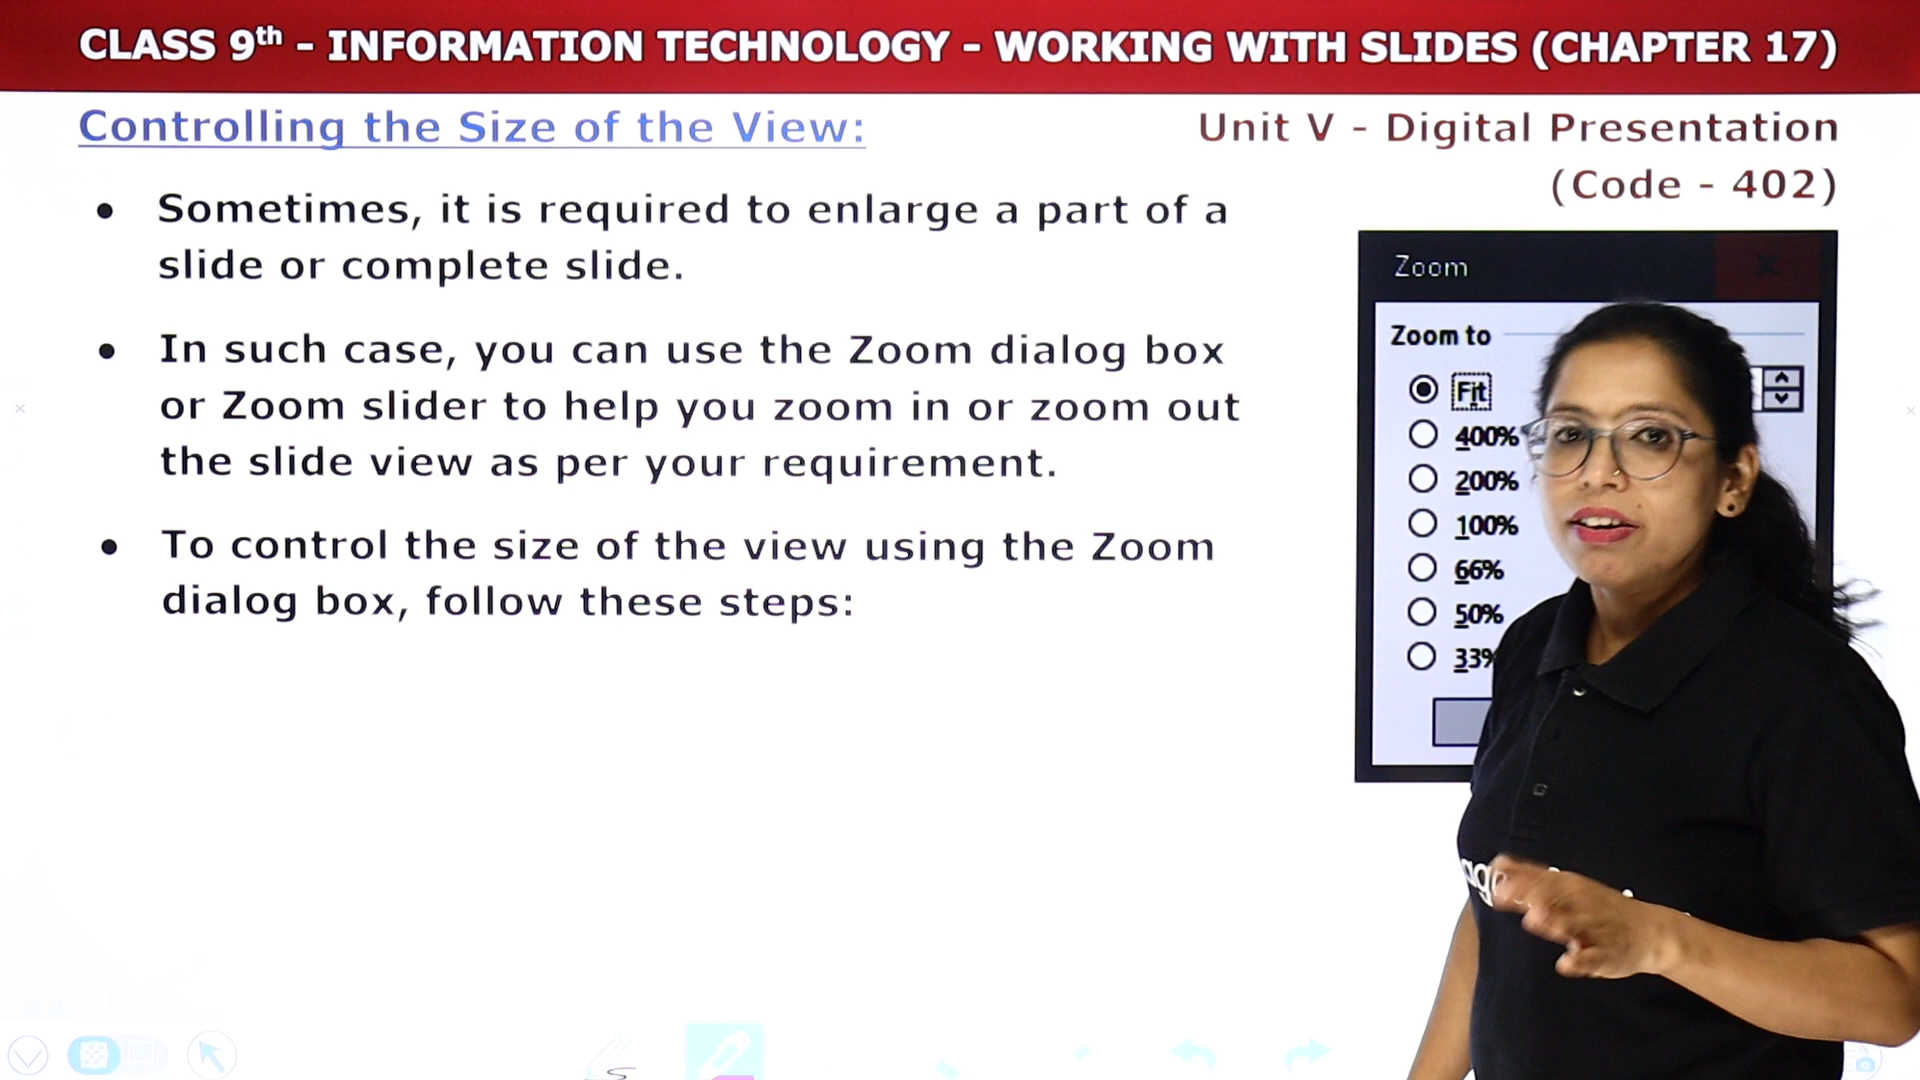 CLASS 9th - INFORMATION TECHNOLOGY - WORKING WITH SLIDES (CHAPTER 17)
Controlling the Size of the View:
Unit V - Digital Presentation
(Code - 402)
• Sometimes, it is required to enlarge a part of a
slide or complete slide.
• In such case, you can use the Zoom dialog box
or Zoom slider to help you zoom in or zoom out
the slide view as per your requirement.
• To control the size of the view using the Zoom
dialog box, follow these steps:
Zoom
X
Zoom to
Fit
400%
200%
100%
66%
50%
33%